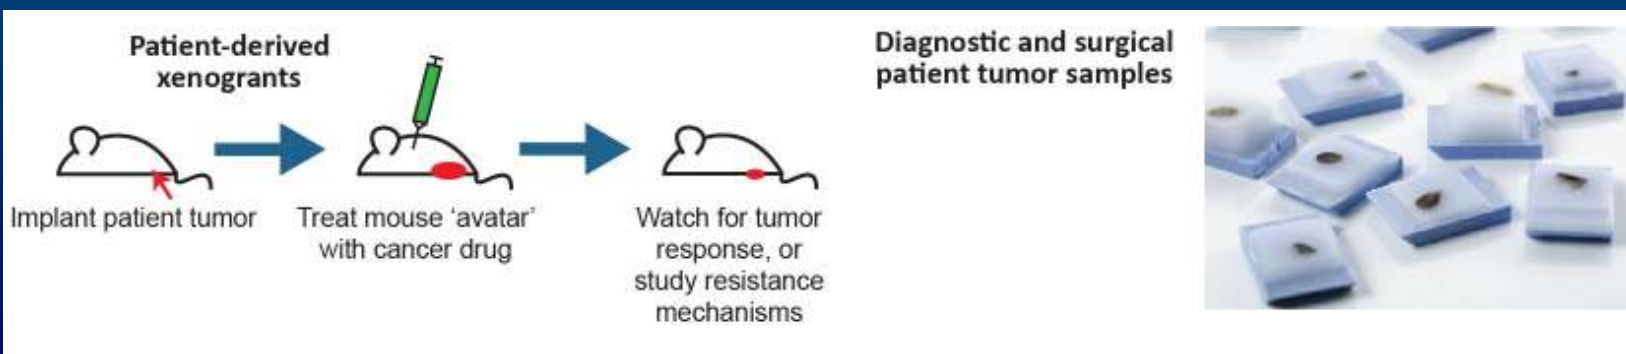 Patient-derived
xenogrants
Implant patient tumor
Treat mouse ‘avatar’
with cancer drug
Watch for tumor
response, or
study resistance
mechanisms
Diagnostic and surgical
patient tumor samples